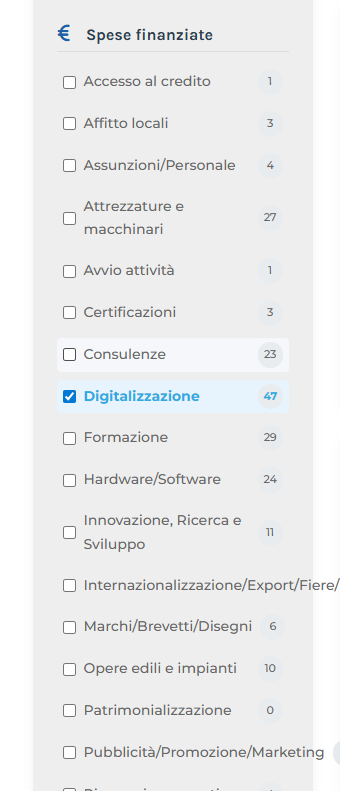 € Spese finanziate
Accesso al credito 1
Affitto locali 3
Assunzioni/Personale 4
Attrezzature e
macchinari 27
Avvio attività 1
Certificazioni 3
Consulenze 23
Digitalizzazione 47
Formazione 29
Hardware/Software 24
Innovazione, Ricerca e
Sviluppo 11
Internazionalizzazione/Export/Fiere/
Marchi/Brevetti/Disegni 6
Opere edili e impianti 10
Patrimonializzazione 0
Pubblicità/Promozione/Marketing